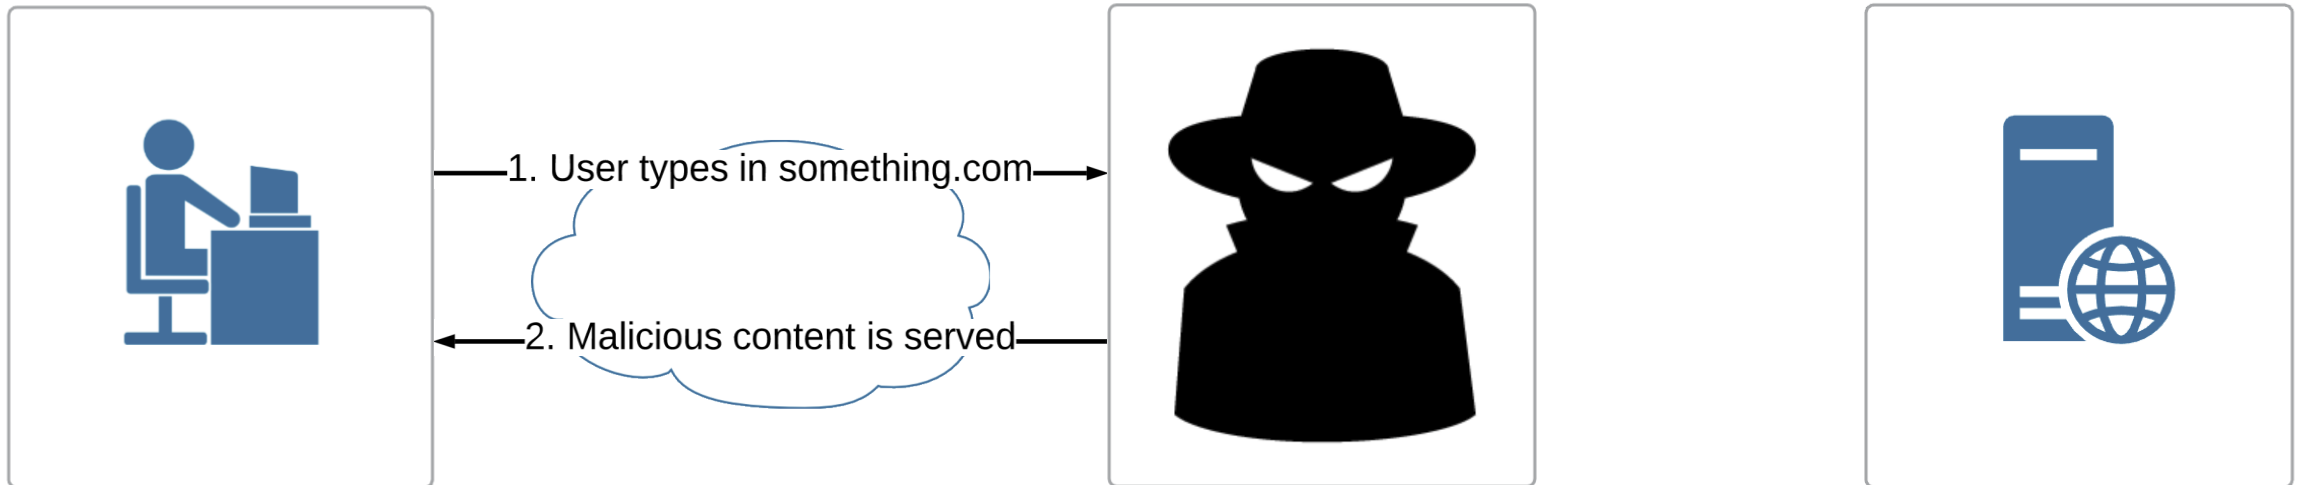 1. User types in something.com
2. Malicious content is served